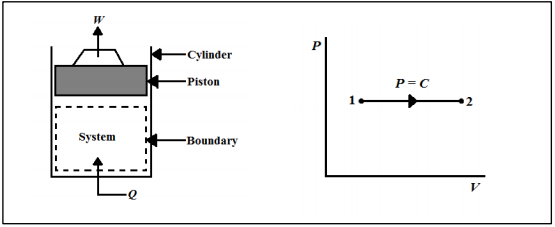 W
Cylinder
Piston
System
Boundary
Q
P
P = C
1
2
V